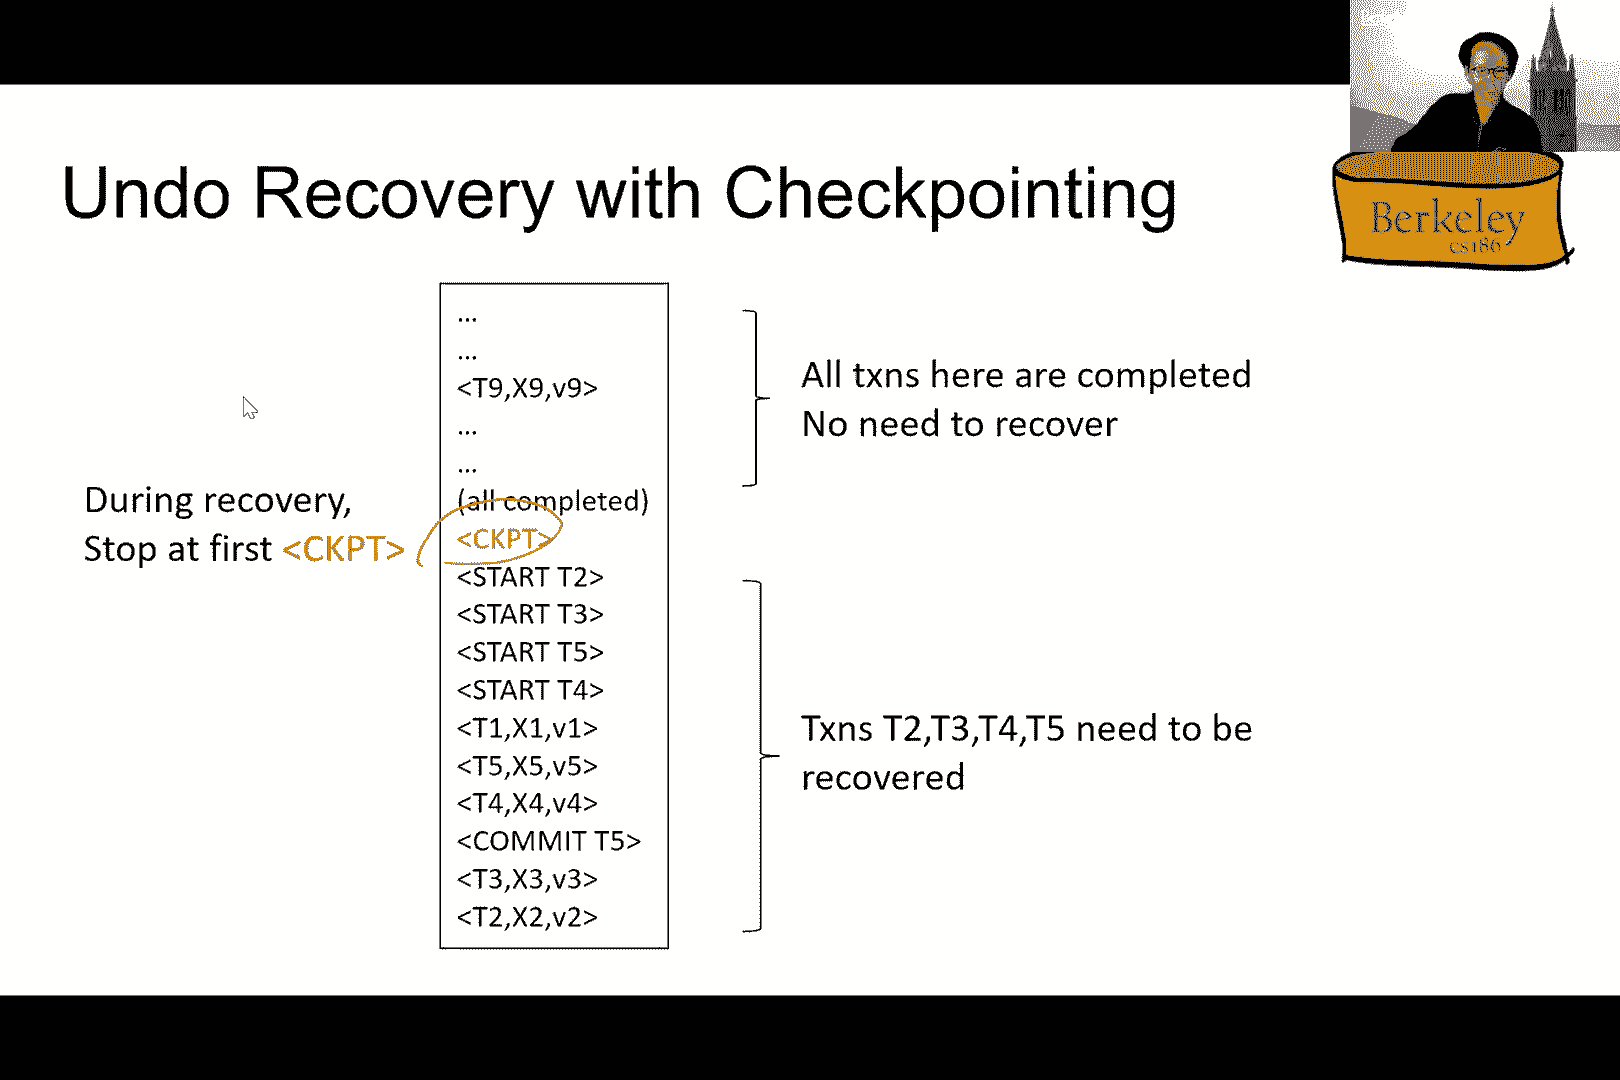 Berkeley
cs186
Undo Recovery with Checkpointing
...
...
<T9,X9,v9>
...
...
(all completed)
<CKPT>
<START T2>
<START T3>
<START T5>
<START T4>
<T1,X1,v1>
<T5,X5,v5>
<T4,X4,v4>
<COMMIT T5>
<T3,X3,v3>
<T2,X2,v2>
During recovery,
Stop at first <CKPT>
All txns here are completed
No need to recover
Txns T2,T3,T4,T5 need to be
recovered